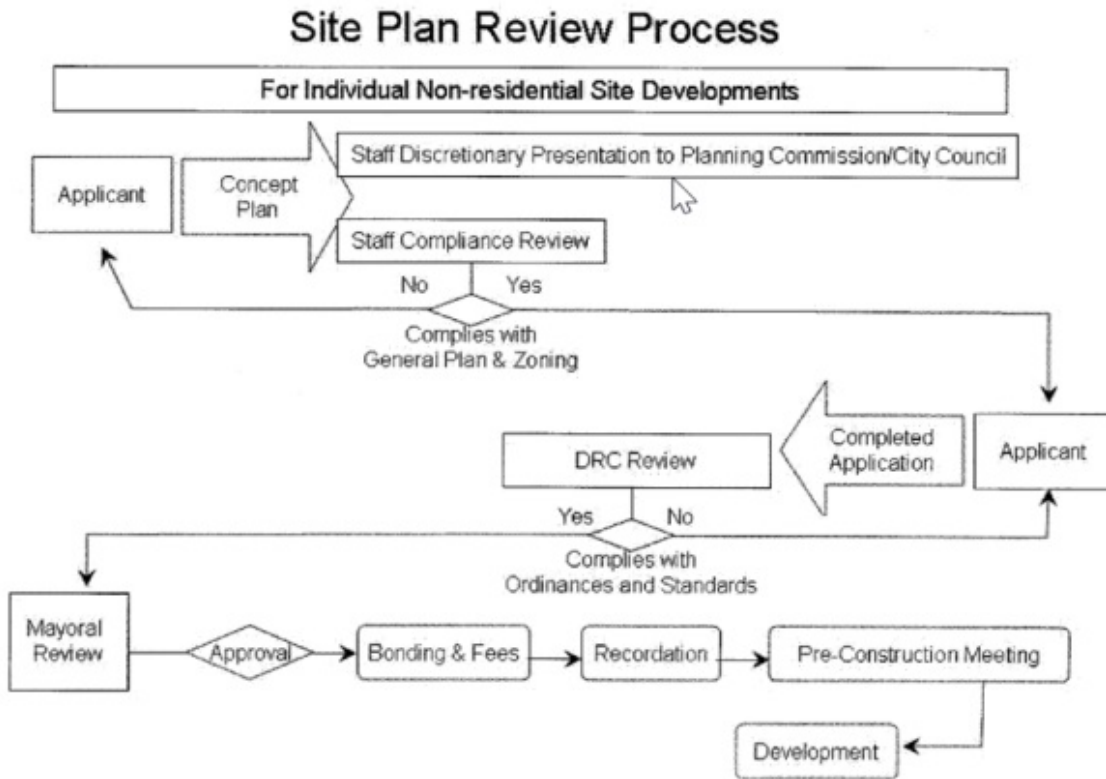 Site Plan Review Process
For Individual Non-residential Site Developments
Staff Discretionary Presentation to Planning Commission/City Council
Applicant
Concept
Plan
Staff Compliance Review
No
Yes
Complies with
General Plan & Zoning
DRC Review
Completed
Application
Applicant
Yes
No
Complies with
Ordinances and Standards
Mayoral
Review
Approval
Bonding & Fees
Recordation
Pre-Construction Meeting
Development